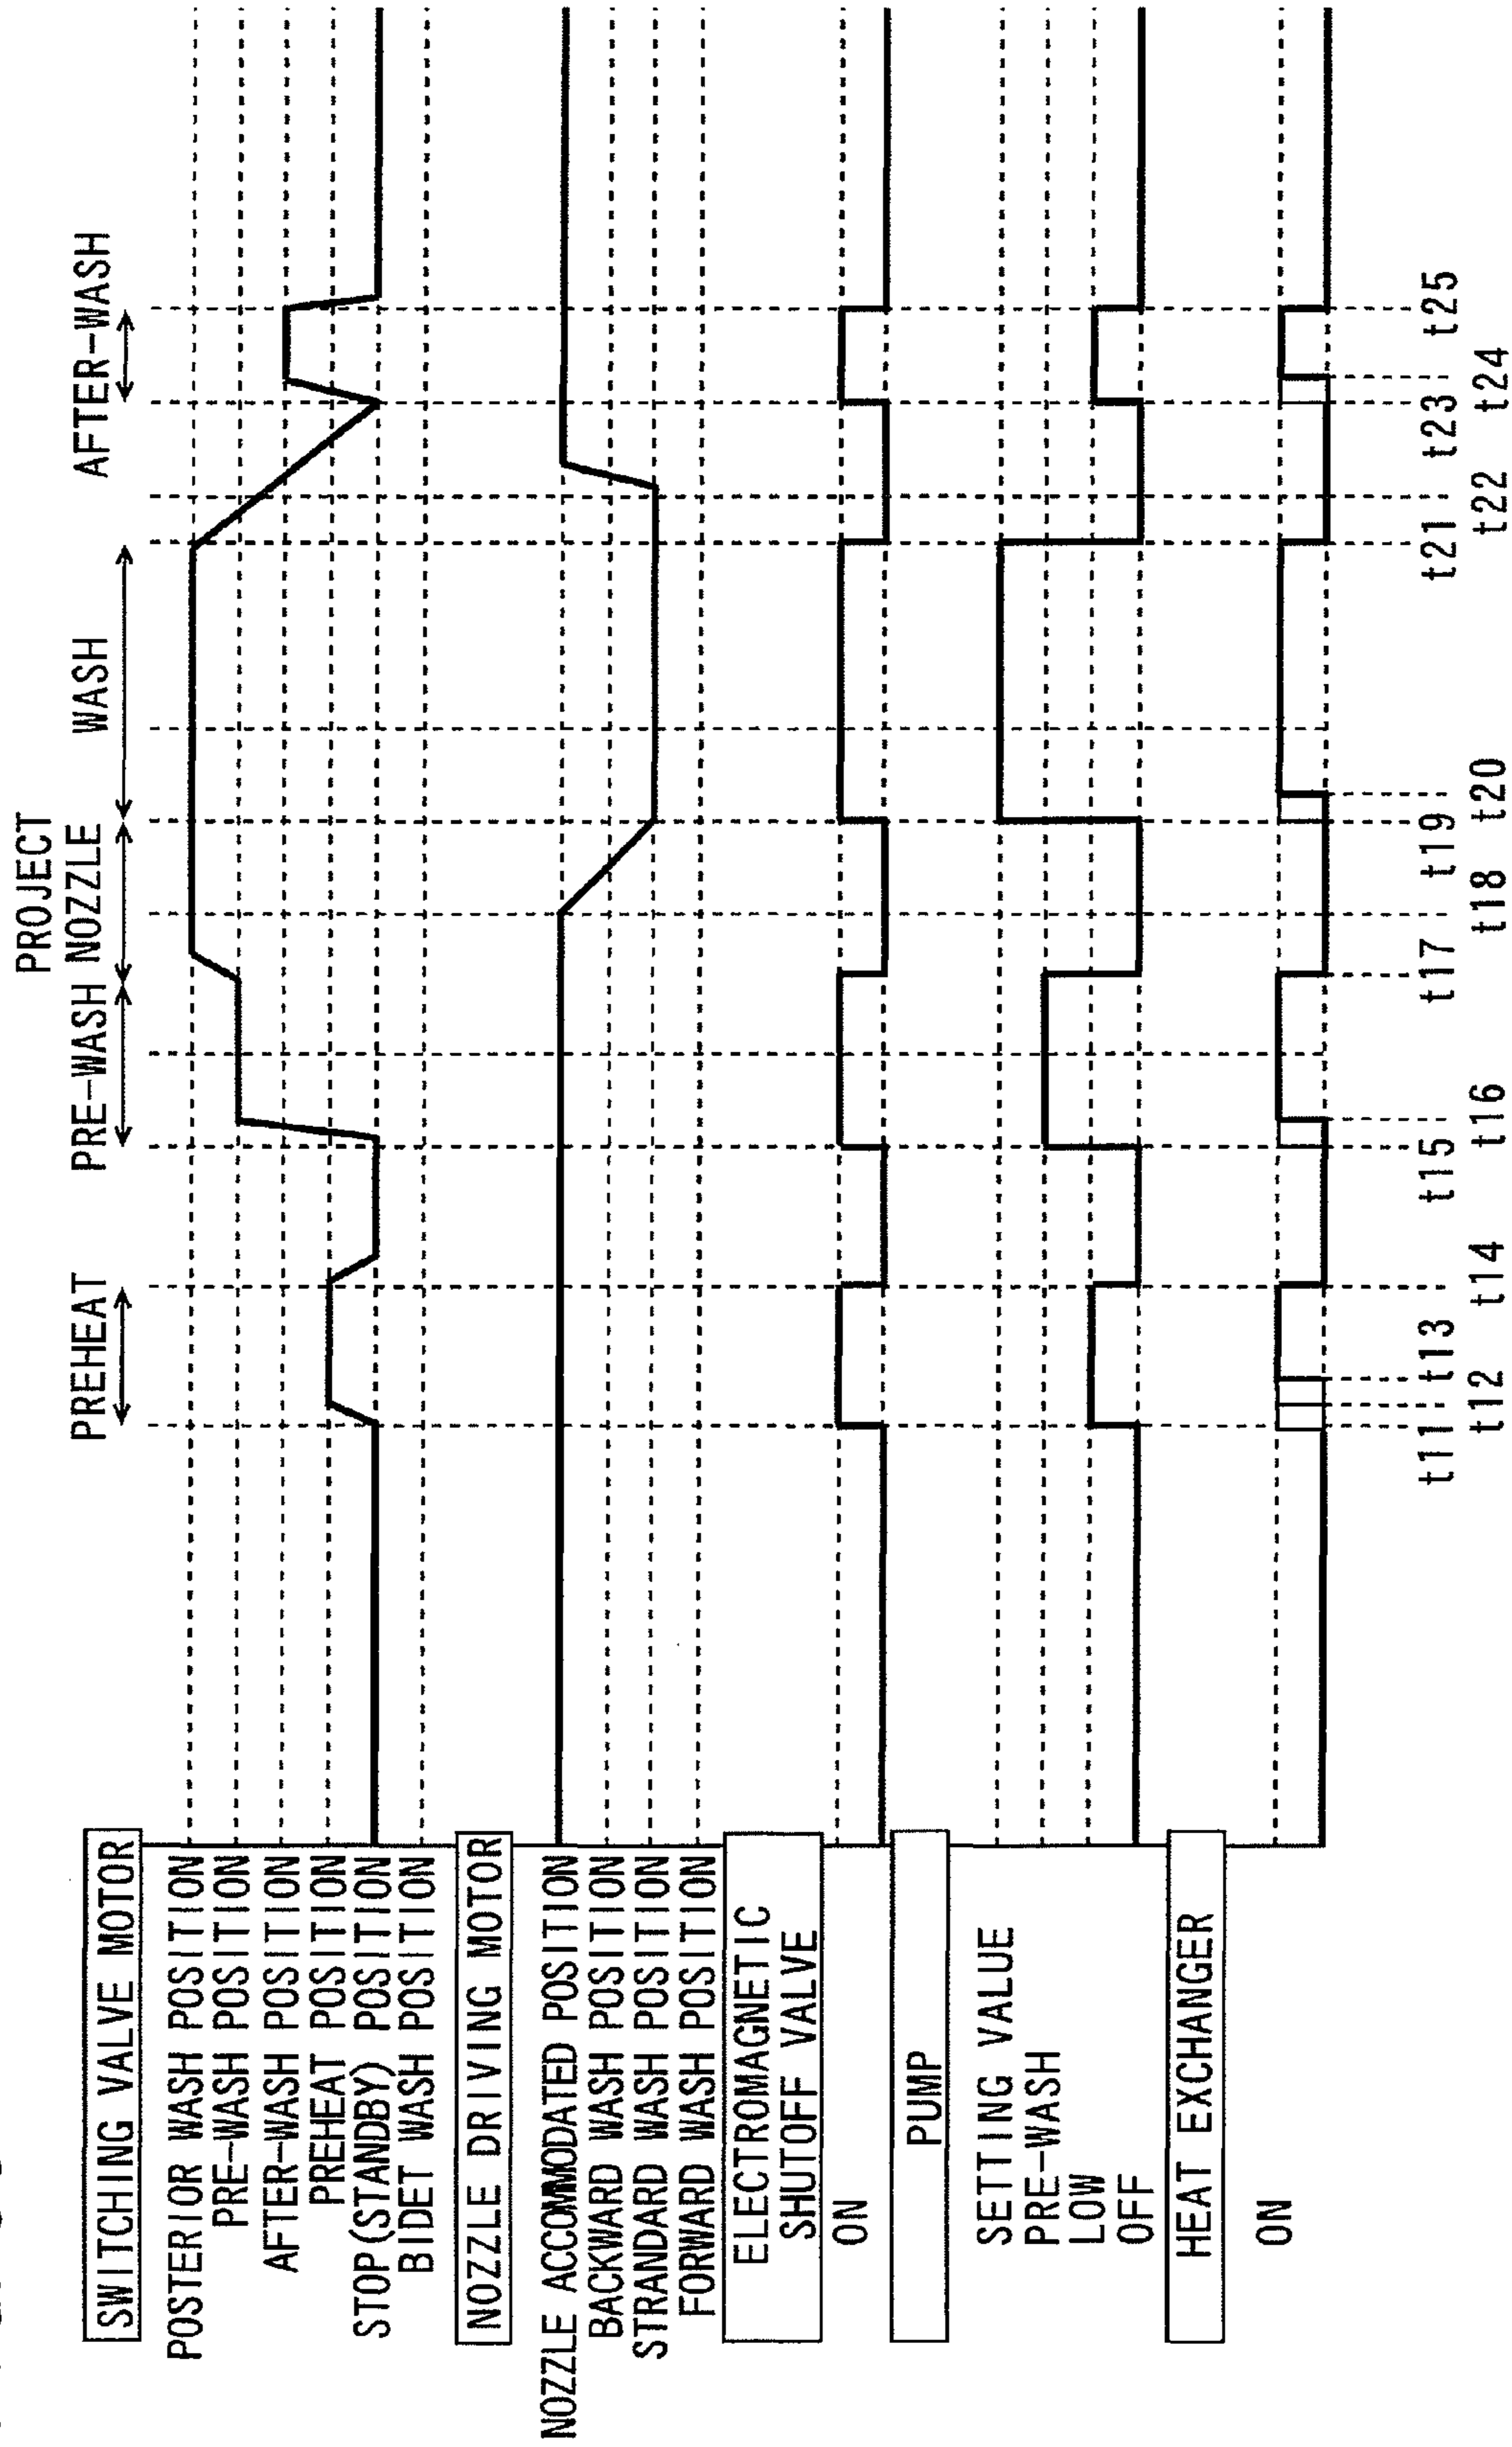 PREHEAT
PRE-WASH
PROJECT
NOZZLE
WASH
AFTER-WASH
SWITCHING VALVE MOTOR
POSTERIOR WASH POSITION
PRE-WASH POSITION
AFTER-WASH POSITION
PREHEAT POSITION
STOP(STANDBY) POSITION
BIDET WASH POSITION
NOZZLE DRIVING MOTOR
NOZZLE ACCOMMODATED POSITION
BACKWARD WASH POSITION
STRANDARD WASH POSITION
FORWARD WASH POSITION
ELECTROMAGNETIC
SHUTOFF VALVE
ON
PUMP
SETTING VALUE
PRE-WASH
LOW
OFF
HEAT EXCHANGER
ON
t11 t13 t15 t17 t19 t21 t23 t25
t12 t14 t16 t18 t20 t22 t24